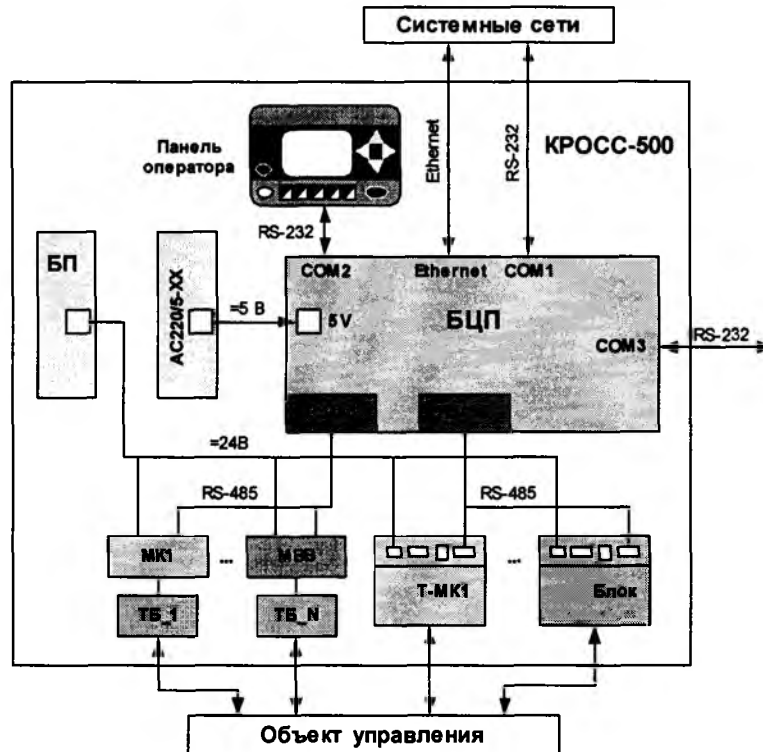 Системные сети
КРОСС-500
Панель
оператора
Ethernet
RS-232
RS-232
БП
AC220/5-XX
=5 В
COM2
Ethernet
COM1
5V
БЦП
COM3
RS-232
=24В
RS-485
RS-485
МК1
...
МВВ
Т-МК1
...
Блок
ТБ_1
ТБ_N
Объект управления